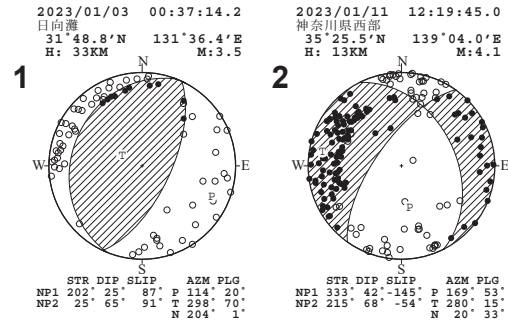 2023/01/03 00:37:14.2
日向灘
31°48.8'N 131°36.4'E
H: 33KM M:3.5
1
N
W
E
S
T
P
STR DIP SLIP AZM PLG
NP1 202° 25° 87° P 114° 20°
NP2 25° 65° 91° T 298° 70°
N 204° 1°
2023/01/11 12:19:45.0
神奈川県西部
35°25.5'N 139°04.0'E
H: 13KM M:4.1
2
N
W
E
S
T
P
STR DIP SLIP AZM PLG
NP1 333° 42° -145° P 169° 53°
NP2 215° 68° -54° T 280° 15°
N 20° 33°